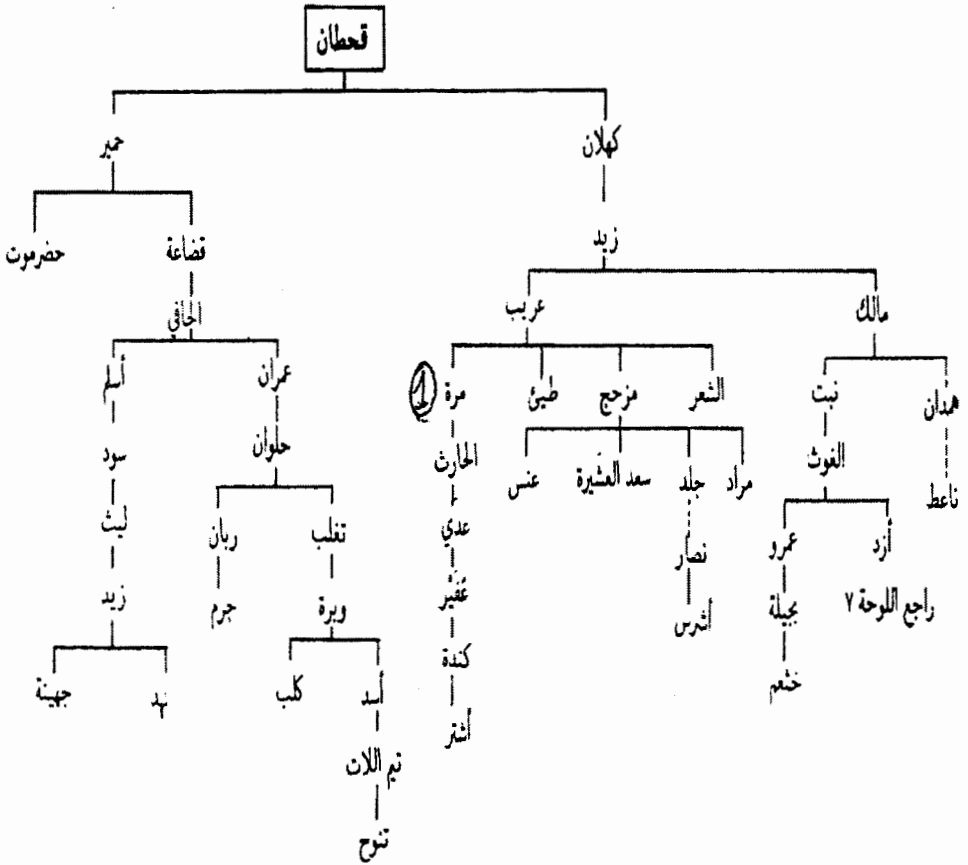 قحطان
كهلان
حمير
زيد
قضاعة
حضرموت
مالك
عريب
الحافي
همدان
نبت
الشعر
مزحج
طيئ
مرة
عمران
أسلم
ناعط
الغوث
مراد
جلد
سعد العشيرة
عنس
الحارث
حلوان
سود
أزد
عمرو
نصار
عدي
تغلب
ربان
ليث
راجع اللوحة ٧
بجيلة
أشرس
عُفَيْر
وبرة
جرم
زيد
خثعم
كندة
أسد
كلب
نهد
جهينة
أشتر
تيم اللات
تنوح